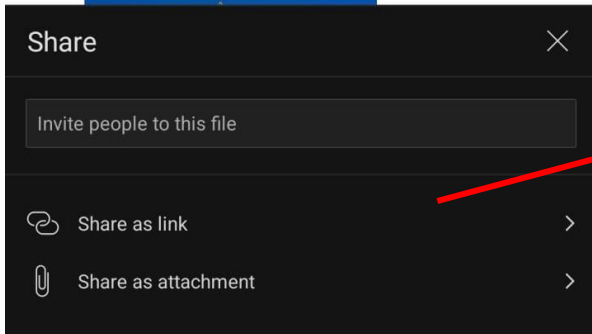 Share
Invite people to this file
Share as link
Share as attachment